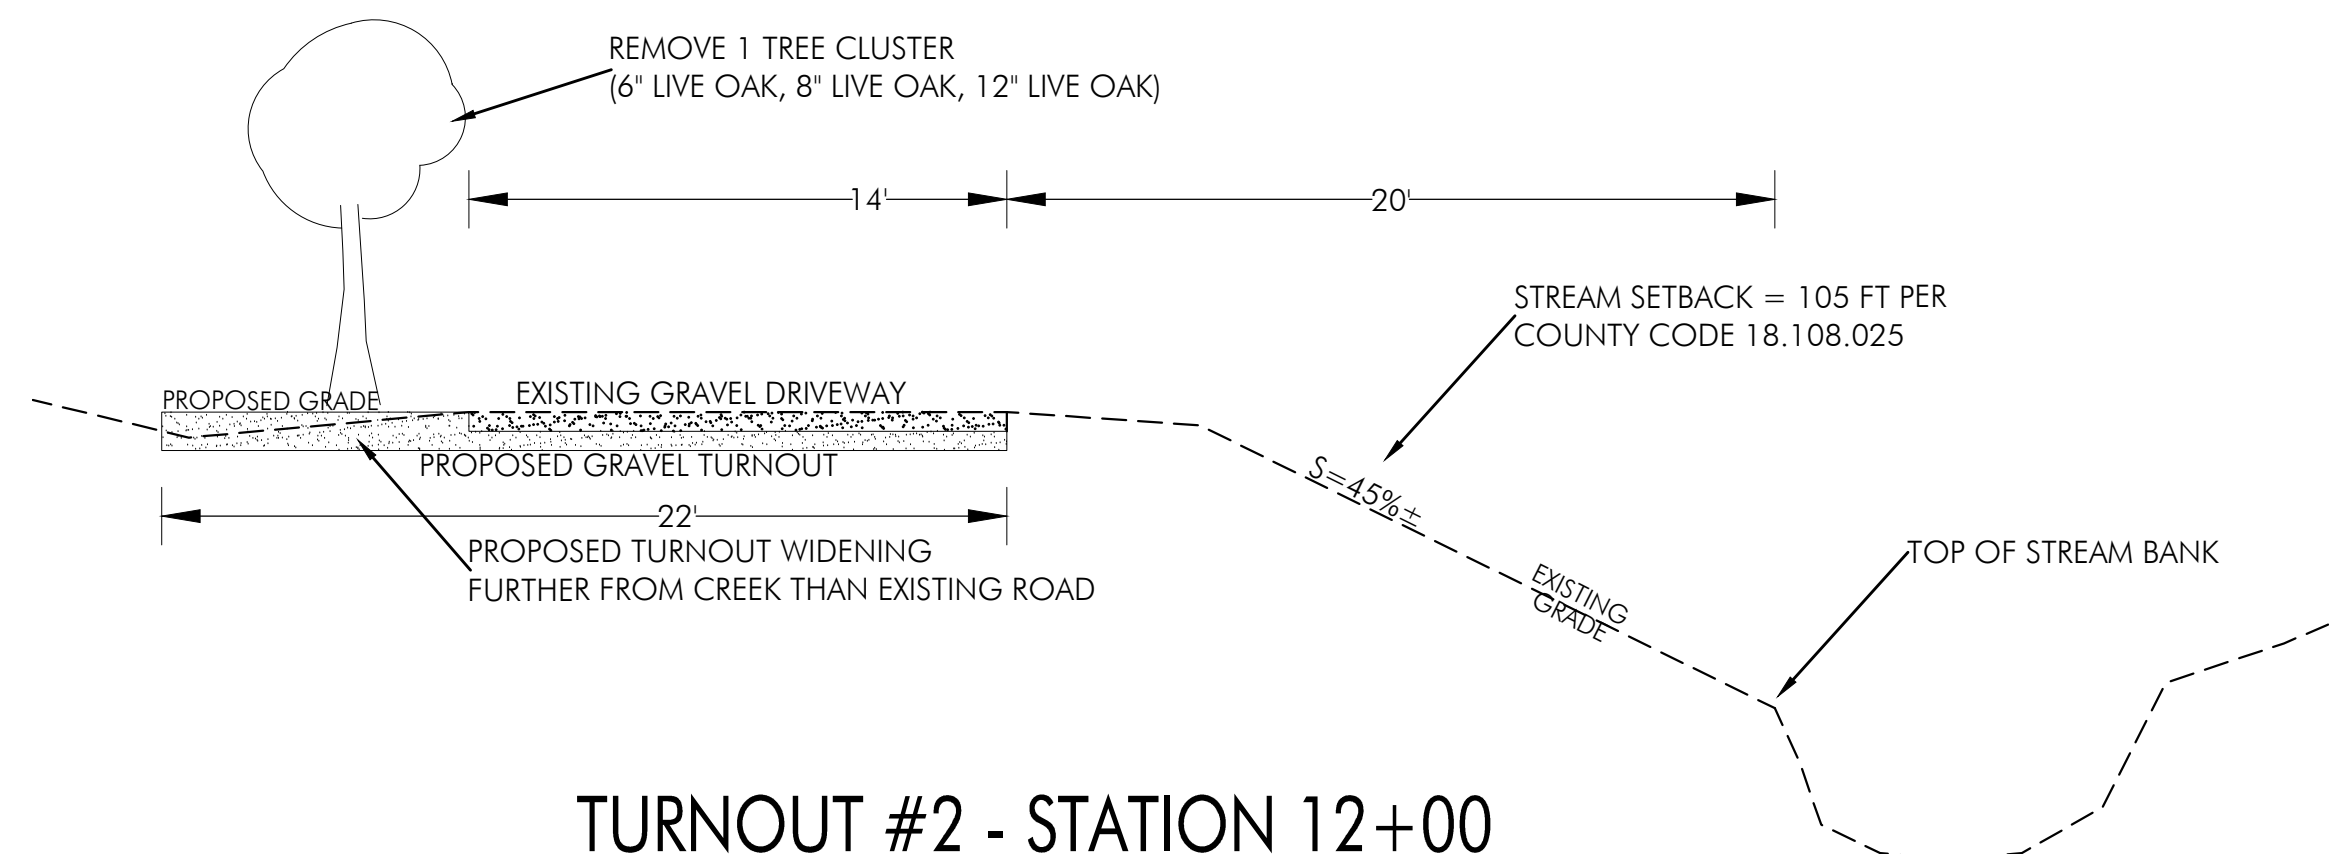 REMOVE 1 TREE CLUSTER
(6" LIVE OAK, 8" LIVE OAK, 12" LIVE OAK)
14'
20'
STREAM SETBACK = 105 FT PER
COUNTY CODE 18.108.025
PROPOSED GRADE
EXISTING GRAVEL DRIVEWAY
PROPOSED GRAVEL TURNOUT
S=45%±
22'
PROPOSED TURNOUT WIDENING
FURTHER FROM CREEK THAN EXISTING ROAD
EXISTING
GRADE
TOP OF STREAM BANK
TURNOUT #2 - STATION 12+00